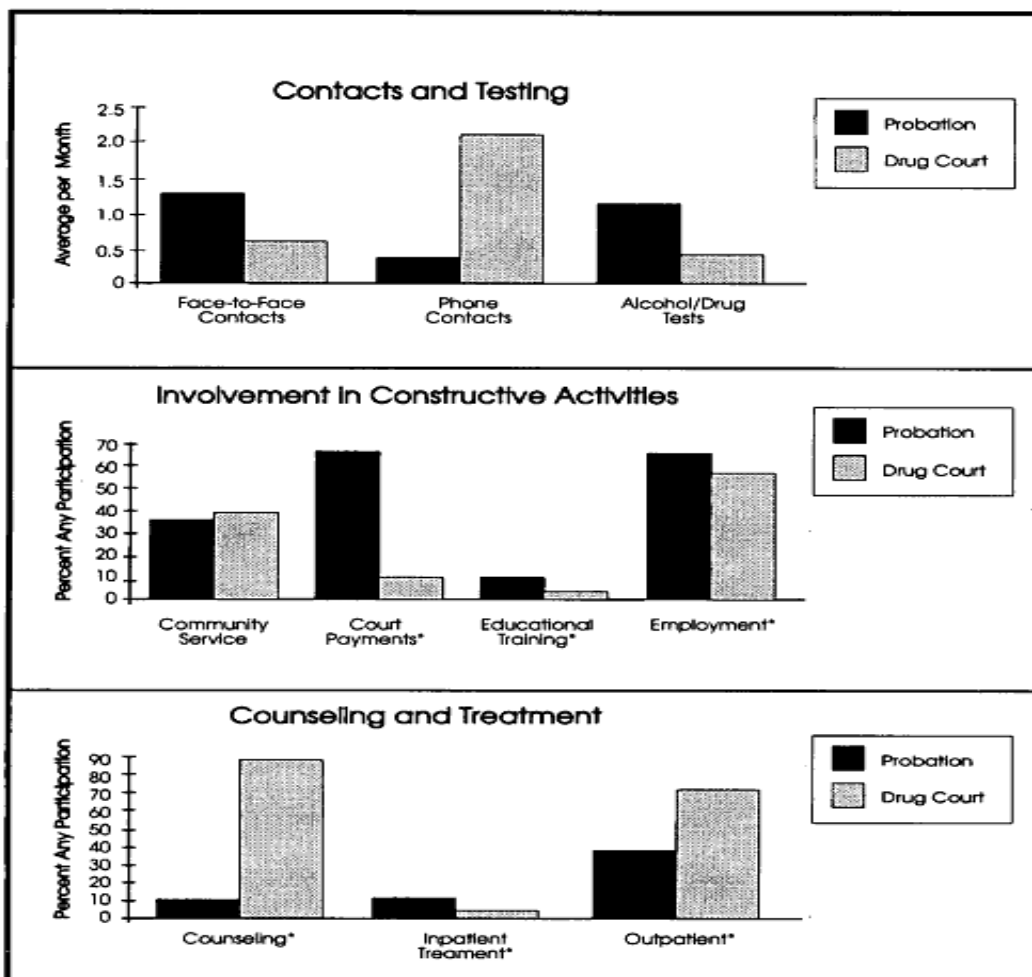 Contacts and Testing
Average per Month
2.5
2.0
1.5
1.0
0.5
0
Face-to-Face
Contacts
Phone
Contacts
Alcohol/Drug
Tests
Probation
Drug Court
Involvement in Constructive Activities
Percent Any Participation
70
60
50
40
30
20
10
0
Community
Service
Court
Payments*
Educational
Training*
Employment*
Probation
Drug Court
Counseling and Treatment
Percent Any Participation
90
80
70
60
50
40
30
20
10
0
Counseling*
Inpatient
Treament*
Outpatient*
Probation
Drug Court